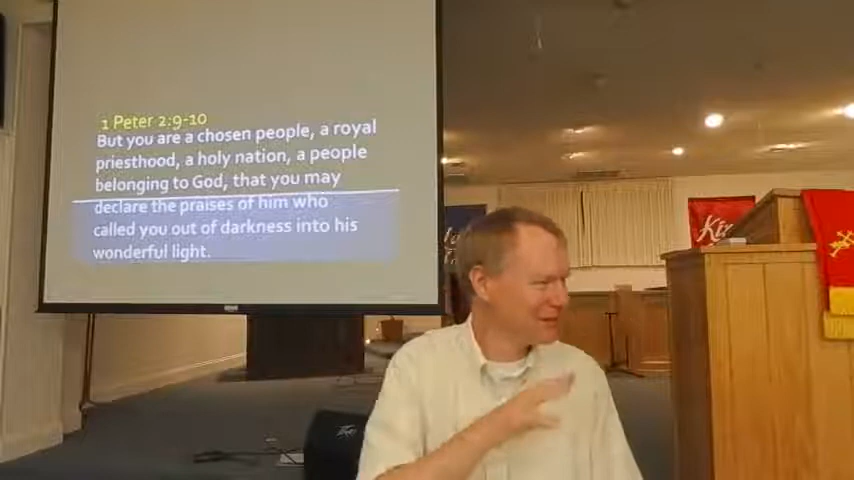 1 Peter 2:9-10
But you are a chosen people, a royal
priesthood, a holy nation, a people
belonging to God, that you may
declare the praises of him who
called you out of darkness into his
wonderful light.